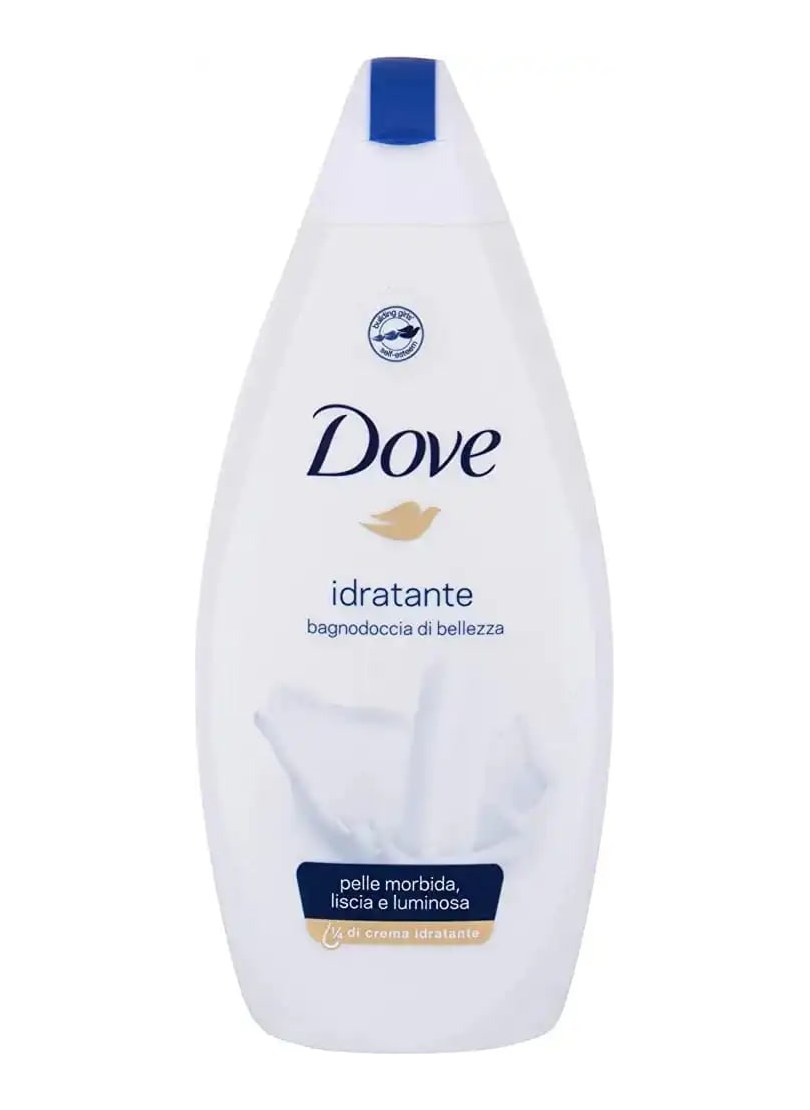 building girls'
self-esteem
Dove
idratante
bagnodoccia di bellezza
pelle morbida,
liscia e luminosa
¼ di crema idratante